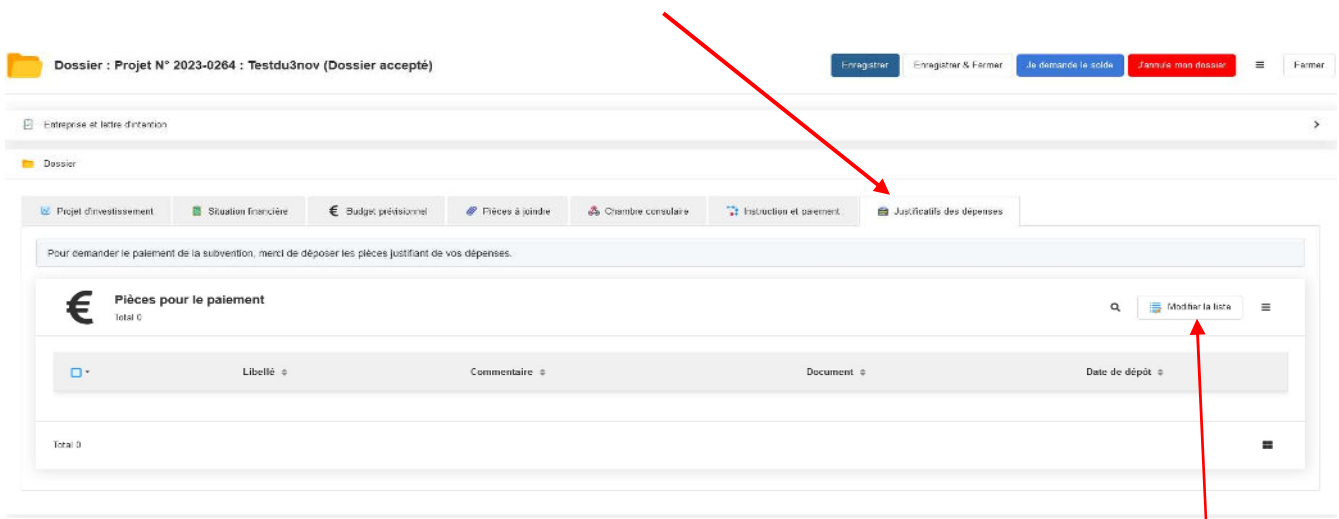 Dossier : Projet N° 2023-0264 : Testdu3nov (Dossier accepté)
Enregistrer
Enregistrer & Fermer
Je demande le solde
J'annule mon dossier
Fermer
Entreprise et lettre d'intention
Dossier
Projet d'investissement
Situation financière
€ Budget prévisionnel
Pièces à joindre
Chambre consulaire
Instruction et paiement
Justificatifs des dépenses
Pour demander le paiement de la subvention, merci de déposer les pièces justifiant de vos dépenses.
€ Pièces pour le paiement
Total 0
Modifier la liste
Libellé
Commentaire
Document
Date de dépôt
Total 0